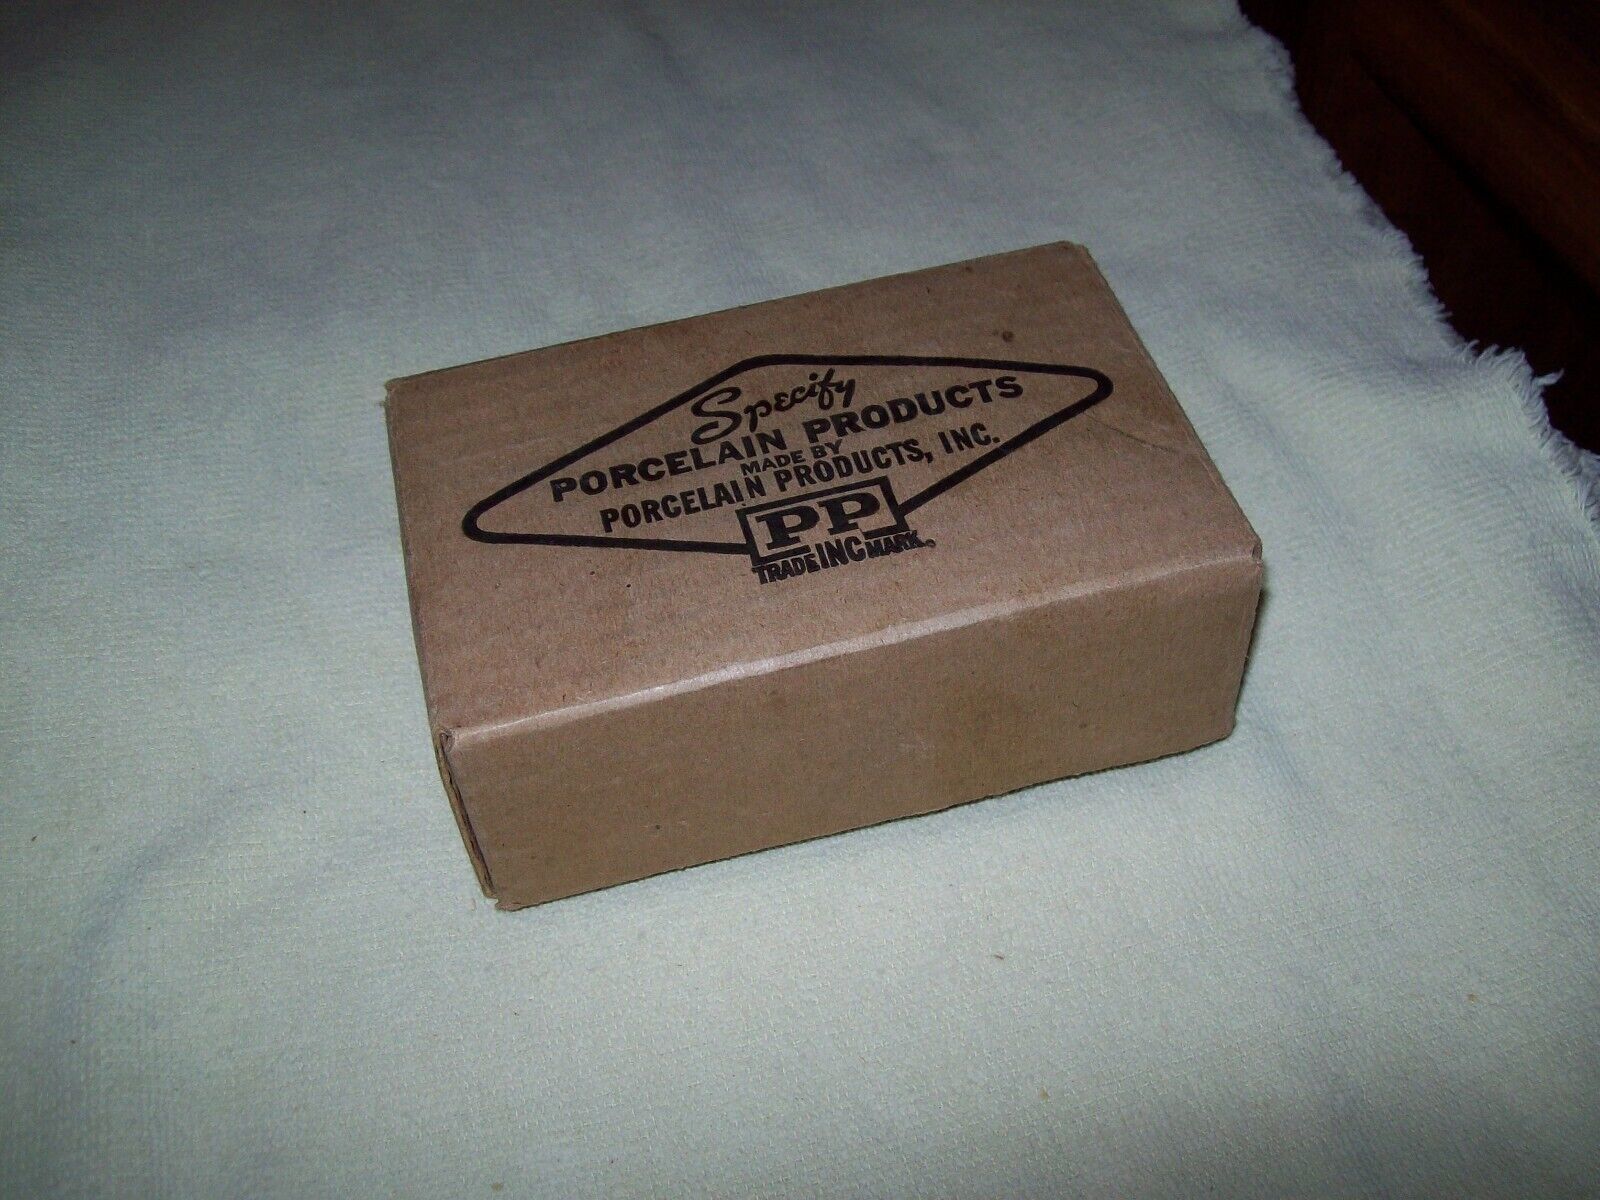 Specify
PORCELAIN PRODUCTS
MADE BY
PORCELAIN PRODUCTS, INC.
PP
TRADE INC MARK.